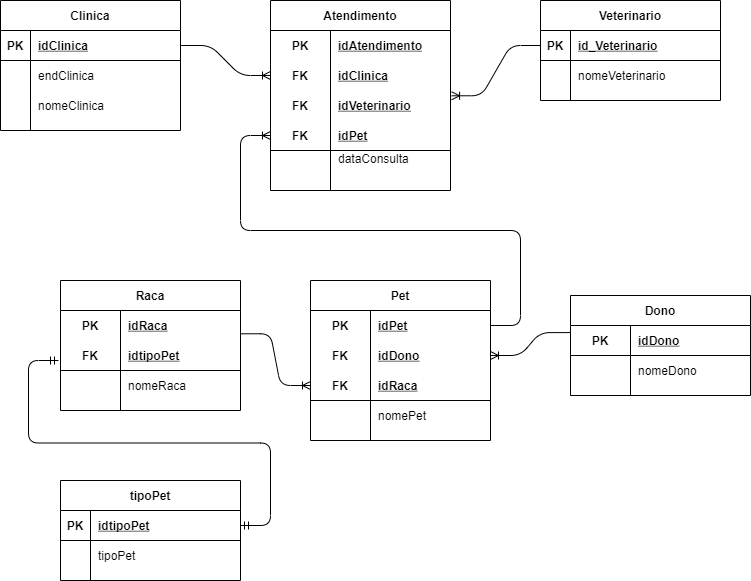 Clinica
PK idClinica
endClinica
nomeClinica
Atendimento
PK idAtendimento
FK idClinica
FK idVeterinario
FK idPet
dataConsulta
Veterinario
PK id_Veterinario
nomeVeterinario
Raca
PK idRaca
FK idtipoPet
nomeRaca
Pet
PK idPet
FK idDono
FK idRaca
nomePet
Dono
PK idDono
nomeDono
tipoPet
PK idtipoPet
tipoPet